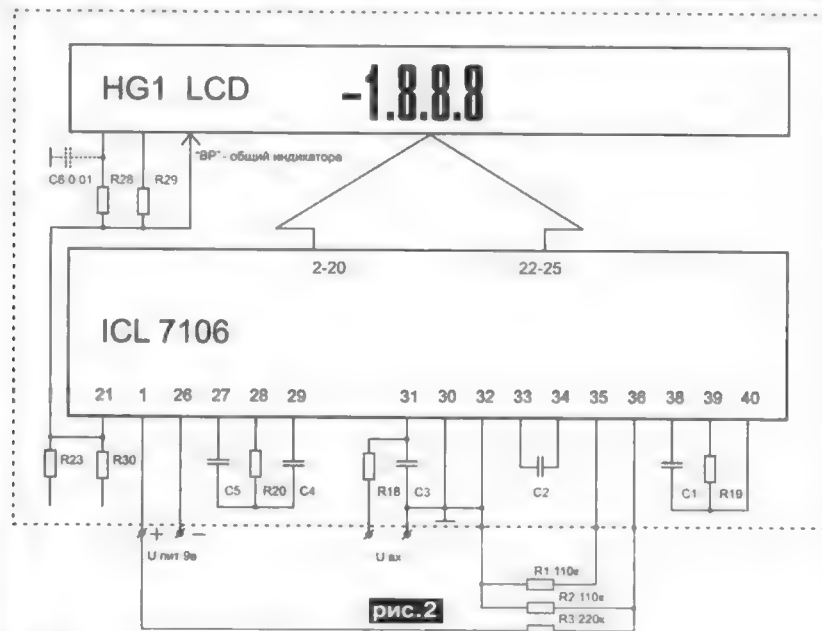 HG1 LCD -1.8.8.8
"BP" - общий индикатора
C6 0.01 R28 R29
2-20 22-25
ICL 7106
21 1 26 27 28 29 31 30 32 33 34 35 36 38 39 40
R23 R30 C5 R20 C4 R18 C3 C2 C1 R19
+ −
U пит 9в U вх
R1 110к
R2 110к
R3 220к
рис.2